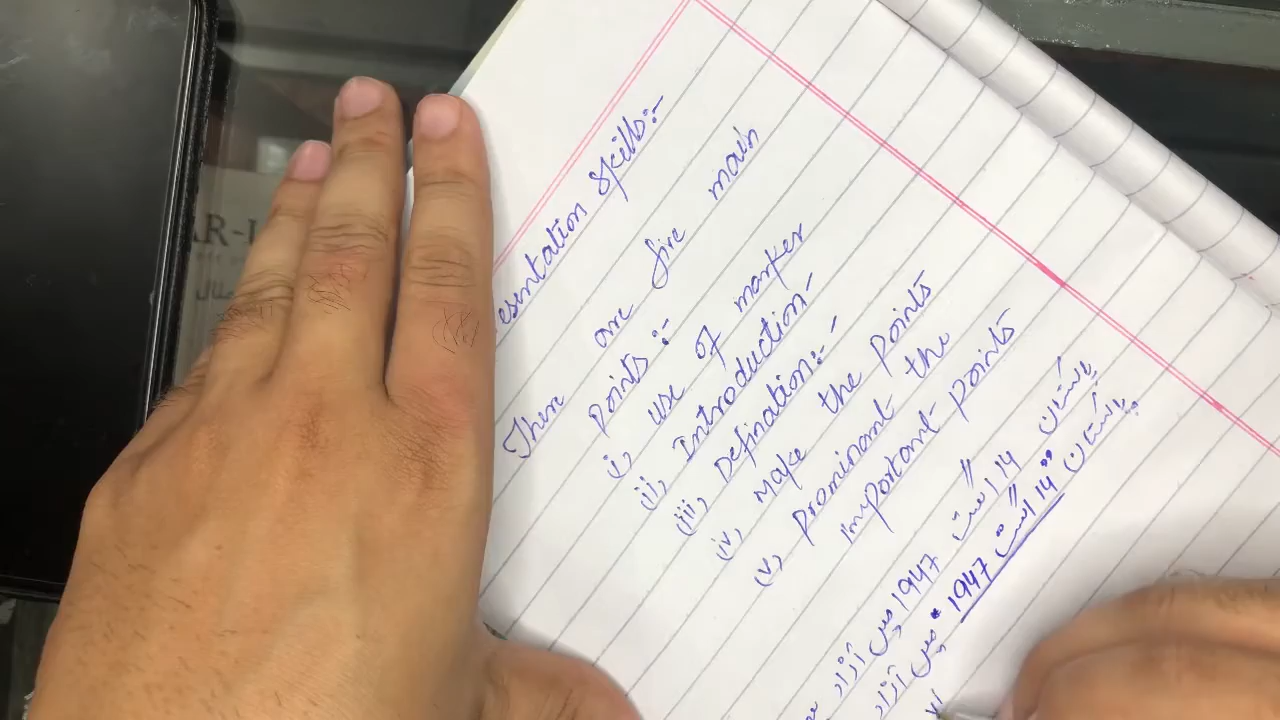 esentation skills:-
There are five main
points:-
i) use of marker
ii) Introduction-
iii) Defination:--
iv) Make the points
v) prominant the
important points
پاکستان 14 اگست 1947 میں آزاد
پاکستان "14 اگست 1947" میں آزاد
AR-